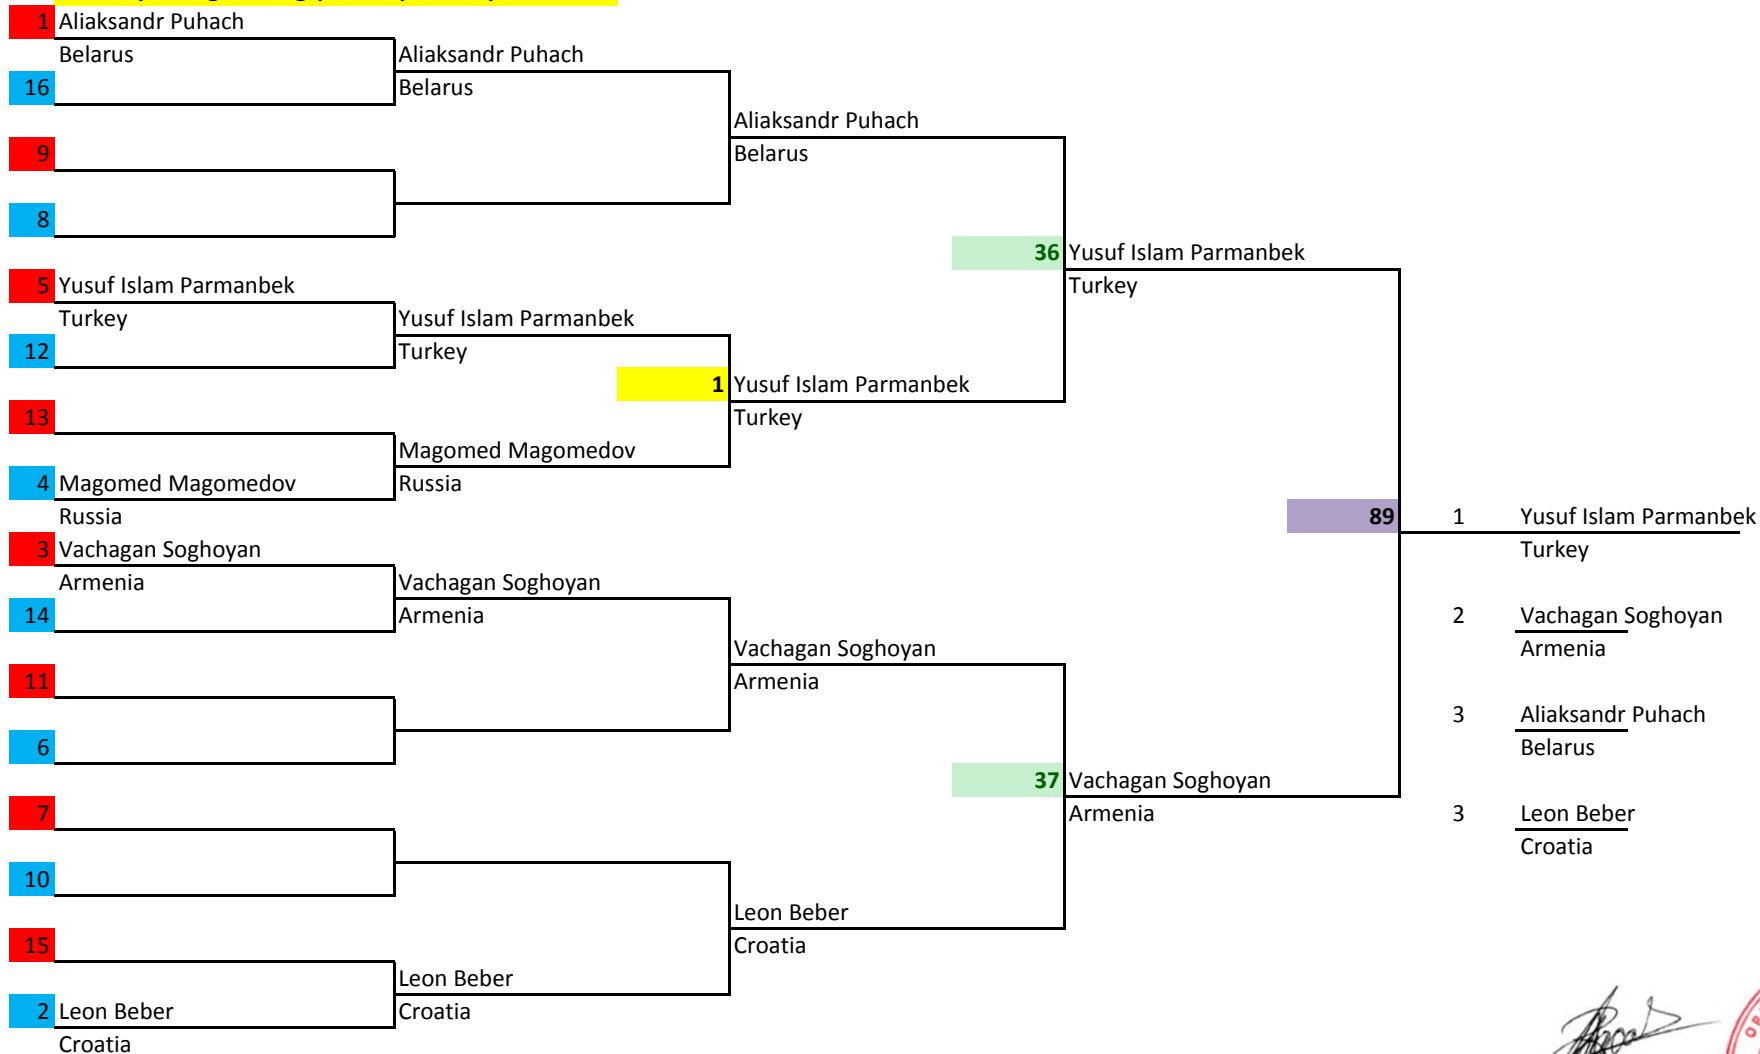 1 Aliaksandr Puhach
Belarus
Aliaksandr Puhach
16
Belarus
Aliaksandr Puhach
9
Belarus
8
36 Yusuf Islam Parmanbek
5 Yusuf Islam Parmanbek
Turkey
Turkey
Yusuf Islam Parmanbek
12
Turkey
1 Yusuf Islam Parmanbek
13
Turkey
Magomed Magomedov
4 Magomed Magomedov
Russia
Russia
89
1 Yusuf Islam Parmanbek
3 Vachagan Soghoyan
Turkey
Armenia
Vachagan Soghoyan
14
Armenia
2 Vachagan Soghoyan
Vachagan Soghoyan
Armenia
11
Armenia
3 Aliaksandr Puhach
6
Belarus
37 Vachagan Soghoyan
7
Armenia
3 Leon Beber
Croatia
10
Leon Beber
15
Croatia
Leon Beber
2 Leon Beber
Croatia
Croatia